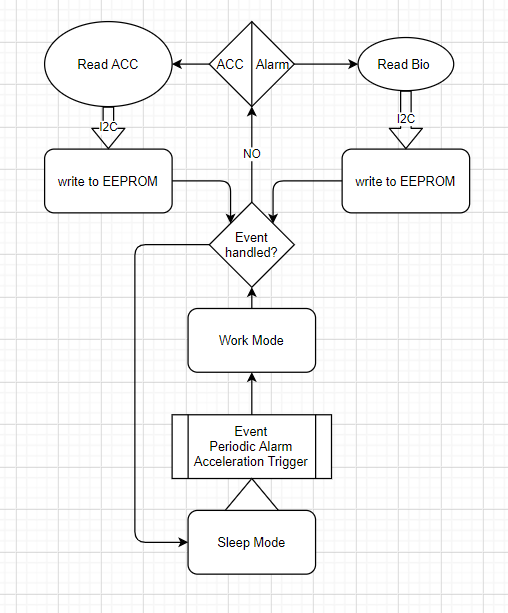 Read ACC
ACC
Alarm
Read Bio
I2C
I2C
write to EEPROM
NO
write to EEPROM
Event
handled?
Work Mode
Event
Periodic Alarm
Acceleration Trigger
Sleep Mode